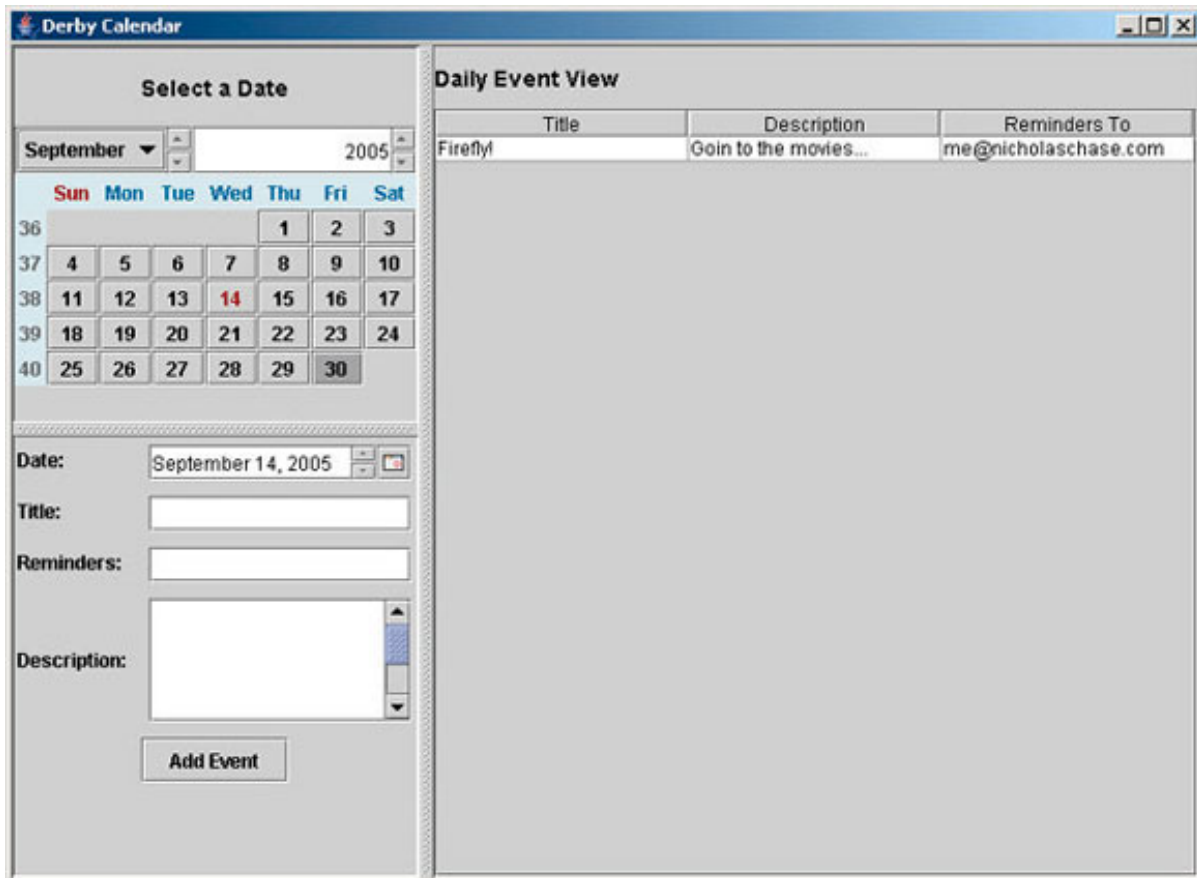 Derby Calendar
Select a Date
September
2005
Sun Mon Tue Wed Thu Fri Sat
36 1 2 3
37 4 5 6 7 8 9 10
38 11 12 13 14 15 16 17
39 18 19 20 21 22 23 24
40 25 26 27 28 29 30
Date: September 14, 2005
Title:
Reminders:
Description:
Add Event
Daily Event View
Title Description Reminders To
Firefly! Goin to the movies... me@nicholaschase.com